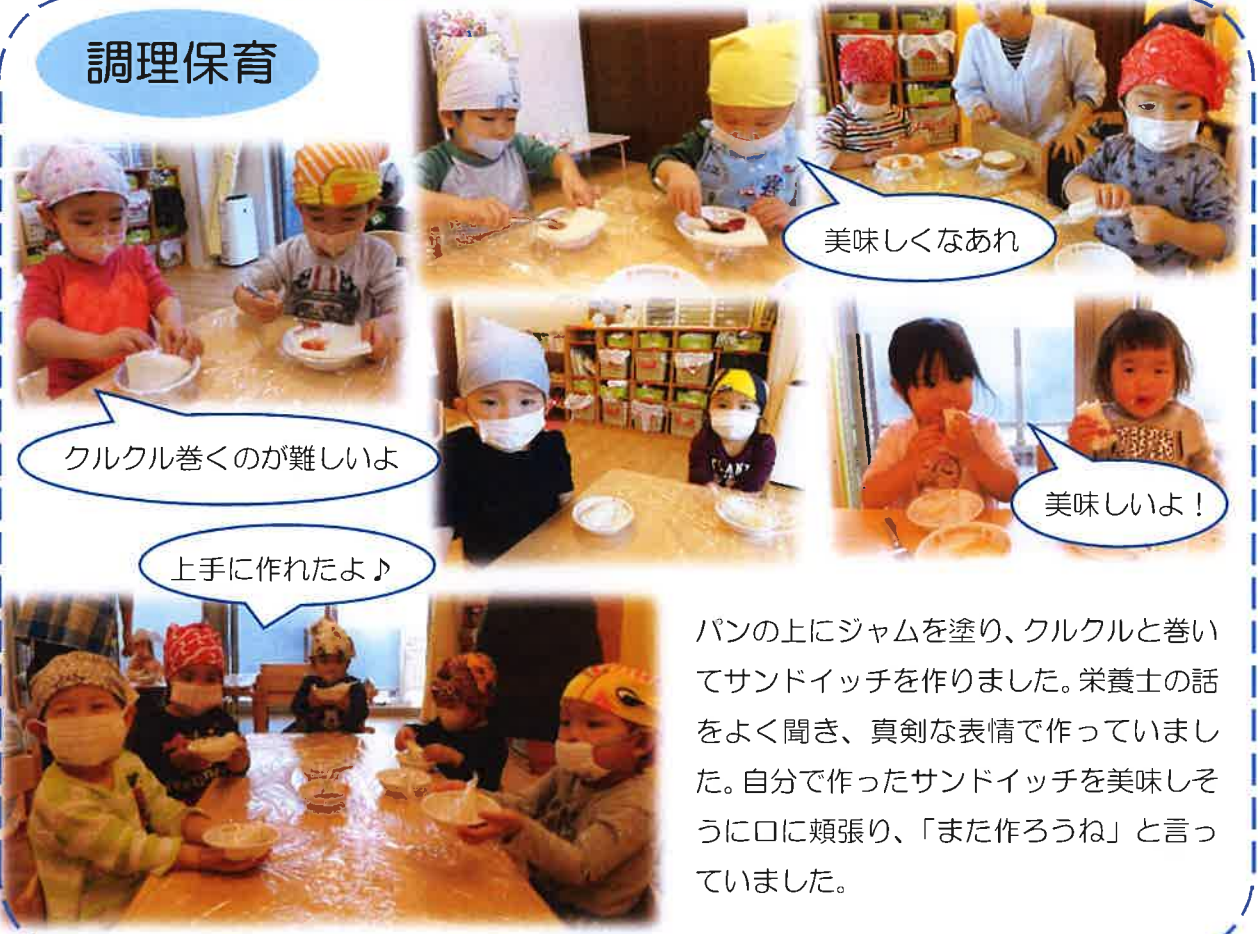 調理保育
美味しくなあれ
クルクル巻くのが難しいよ
美味しいよ！
上手に作れたよ♪
パンの上にジャムを塗り、クルクルと巻い
てサンドイッチを作りました。栄養士の話
をよく聞き、真剣な表情で作っていまし
た。自分で作ったサンドイッチを美味しそ
うに口に頬張り、「また作ろうね」と言っ
ていました。